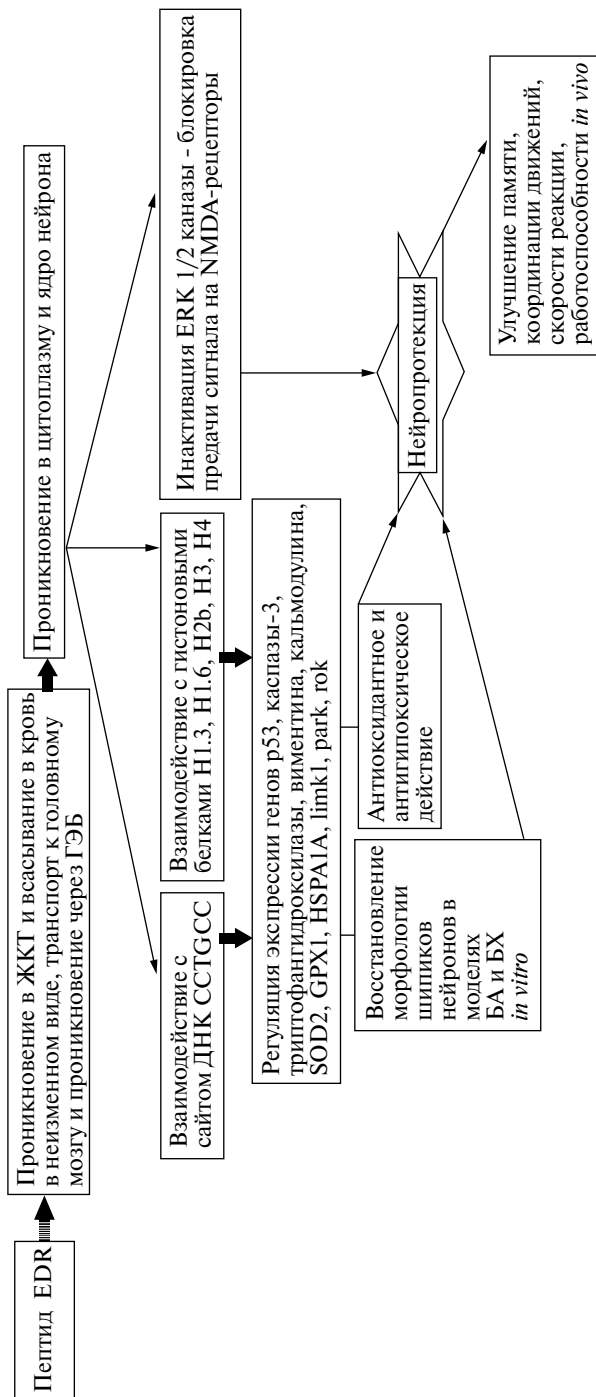 Пептид EDR
Проникновение в ЖКТ и всасывание в кровь
в неизменном виде, транспорт к головному
мозгу и проникновение через ГЭБ
Проникновение в цитоплазму и ядро нейрона
Взаимодействие с
сайтом ДНК CCTGCC
Взаимодействие с гистоновыми
белками H1.3, H1.6, H2b, H3, H4
Инактивация ERK 1/2 каназы - блокировка
предачи сигнала на NMDA-рецепторы
Регуляция экспрессии генов p53, каспазы-3,
триптофангидроксилазы, виментина, кальмодулина,
SOD2, GPX1, HSPA1A, limk1, park, rok
Восстановление
морфологии
шипиков
нейронов в
моделях
БА и БХ
in vitro
Антиоксидантное и
антигипоксическое
действие
Нейропротекция
Улучшение памяти,
координации движений,
скорости реакции,
работоспособности in vivo